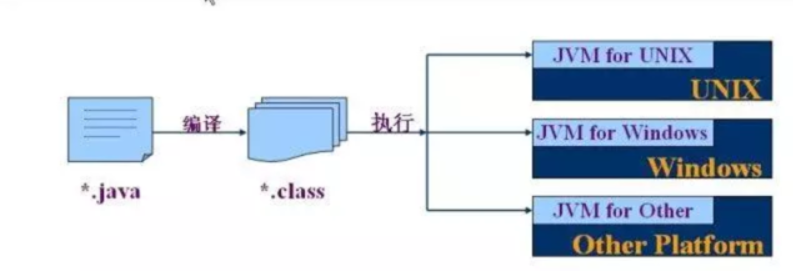 *.java
编译
*.class
执行
JVM for UNIX
UNIX
JVM for Windows
Windows
JVM for Other
Other Platform